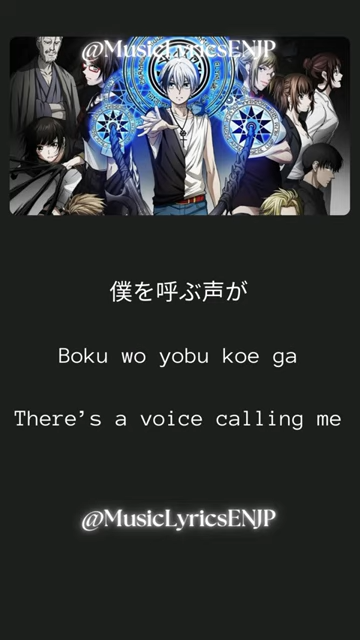 @MusicLyricsENJP
僕を呼ぶ声が
Boku wo yobu koe ga
There's a voice calling me
@MusicLyricsENJP